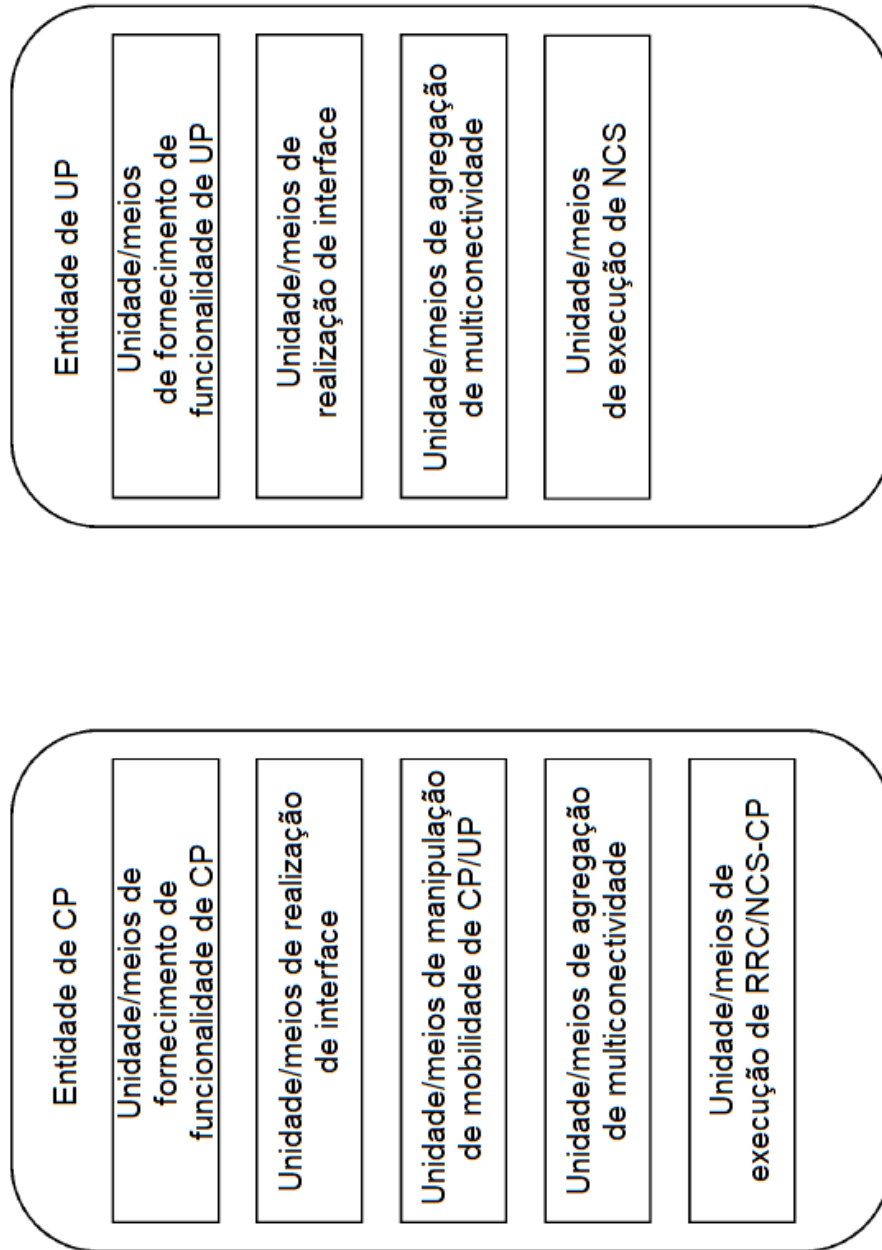 Entidade de CP
Unidade/meios de
fornecimento de
funcionalidade de CP
Unidade/meios de realização
de interface
Unidade/meios de manipulação
de mobilidade de CP/UP
Unidade/meios de agregação
de multiconectividade
Unidade/meios de
execução de RRC/NCS-CP
Entidade de UP
Unidade/meios
de fornecimento de
funcionalidade de UP
Unidade/meios de
realização de interface
Unidade/meios de agregação
de multiconectividade
Unidade/meios
de execução de NCS